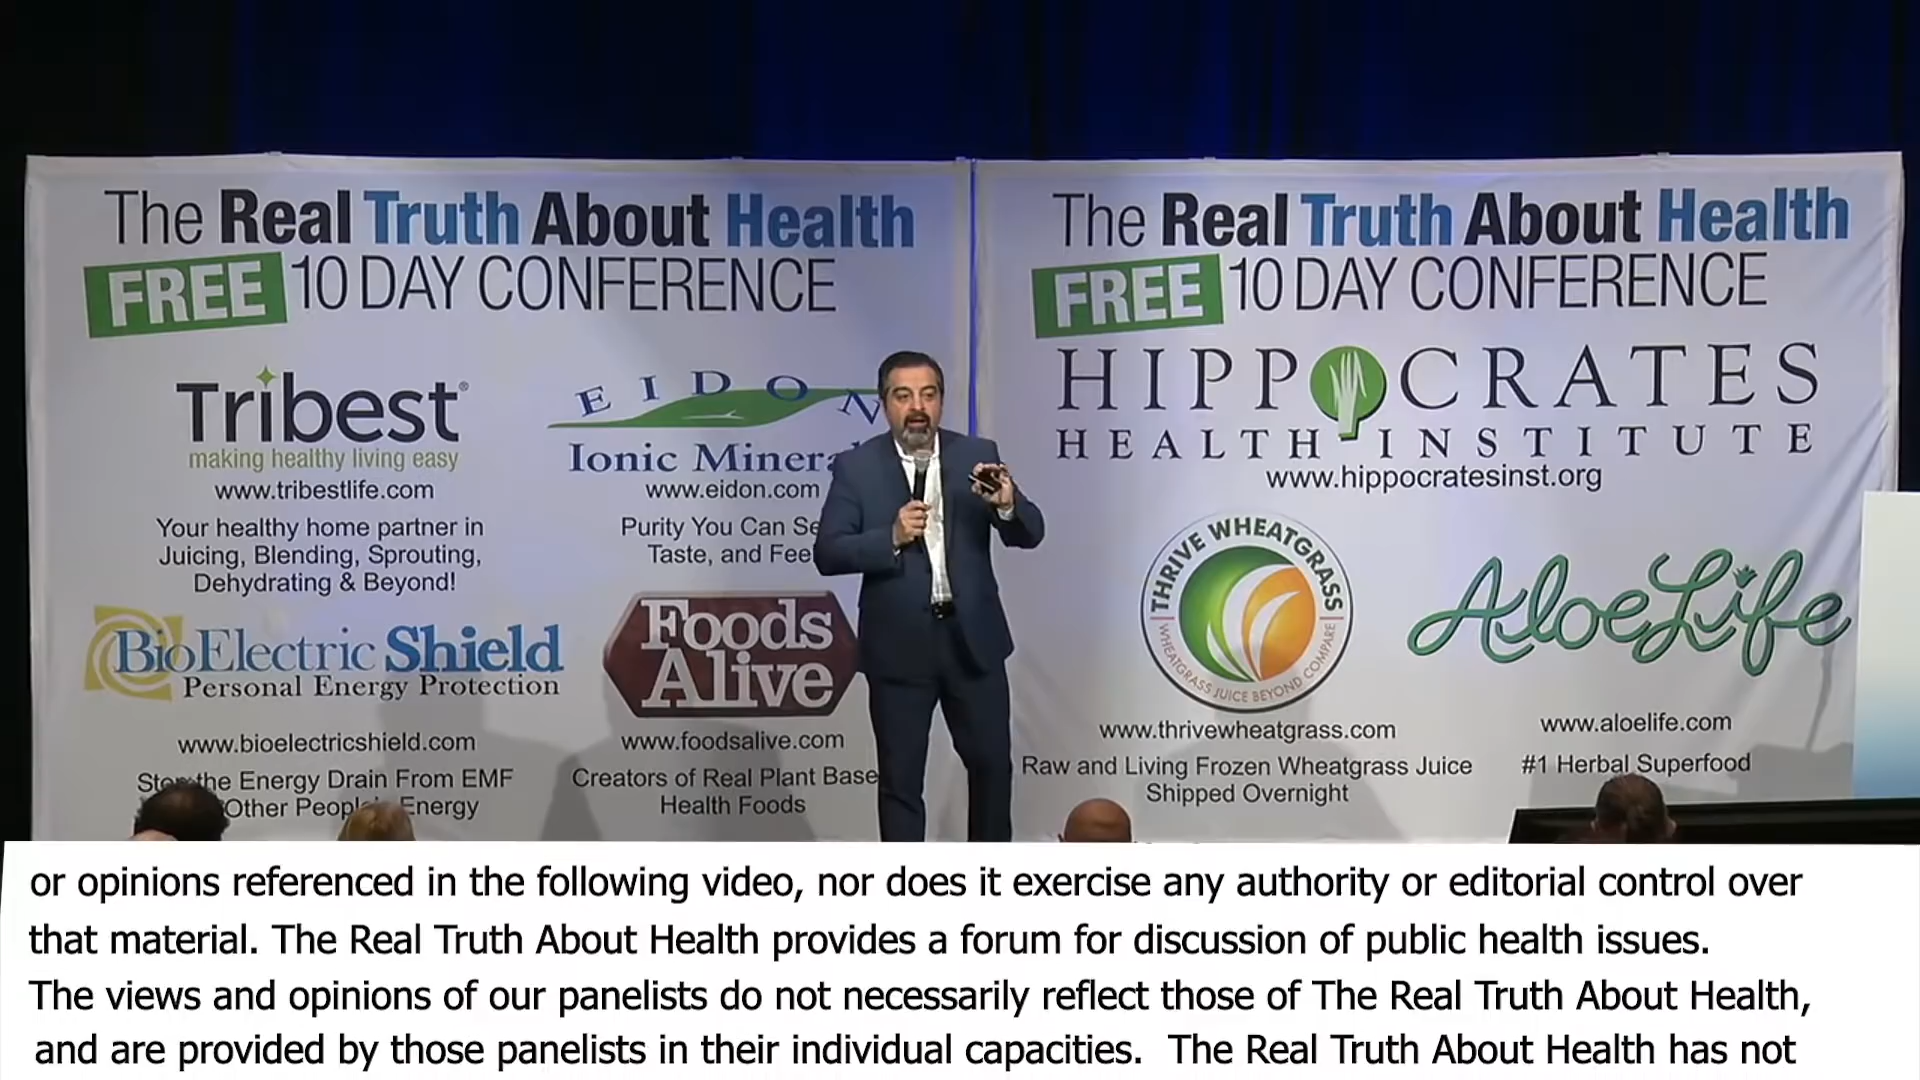 The Real Truth About Health
FREE 10 DAY CONFERENCE
Tribest®
making healthy living easy
www.tribestlife.com
Your healthy home partner in
Juicing, Blending, Sprouting,
Dehydrating & Beyond!
EIDON
Ionic Minera
www.eidon.com
Purity You Can Se
Taste, and Fee
BioElectric Shield
Personal Energy Protection
www.bioelectricshield.com
the Energy Drain From EMF
Other Energy
Foods
Alive
www.foodsalive.com
Creators of Real Plant Base
Health Foods
The Real Truth About Health
FREE 10 DAY CONFERENCE
HIPPOCRATES
HEALTH INSTITUTE
www.hippocratesinst.org
THRIVE WHEATGRASS
WHEATGRASS JUICE BEYOND COMPARE
www.thrivewheatgrass.com
Raw and Living Frozen Wheatgrass Juice
Shipped Overnight
AloeLife
www.aloelife.com
#1 Herbal Superfood
or opinions referenced in the following video, nor does it exercise any authority or editorial control over
that material. The Real Truth About Health provides a forum for discussion of public health issues.
The views and opinions of our panelists do not necessarily reflect those of The Real Truth About Health,
and are provided by those panelists in their individual capacities. The Real Truth About Health has not